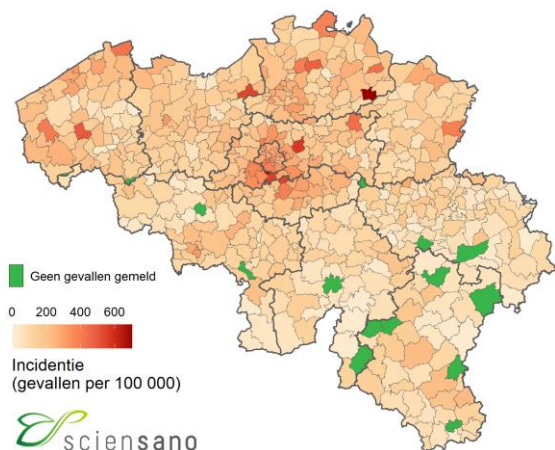 Geen gevallen gemeld
0 200 400 600
Incidentie
(gevallen per 100 000)
sciensano